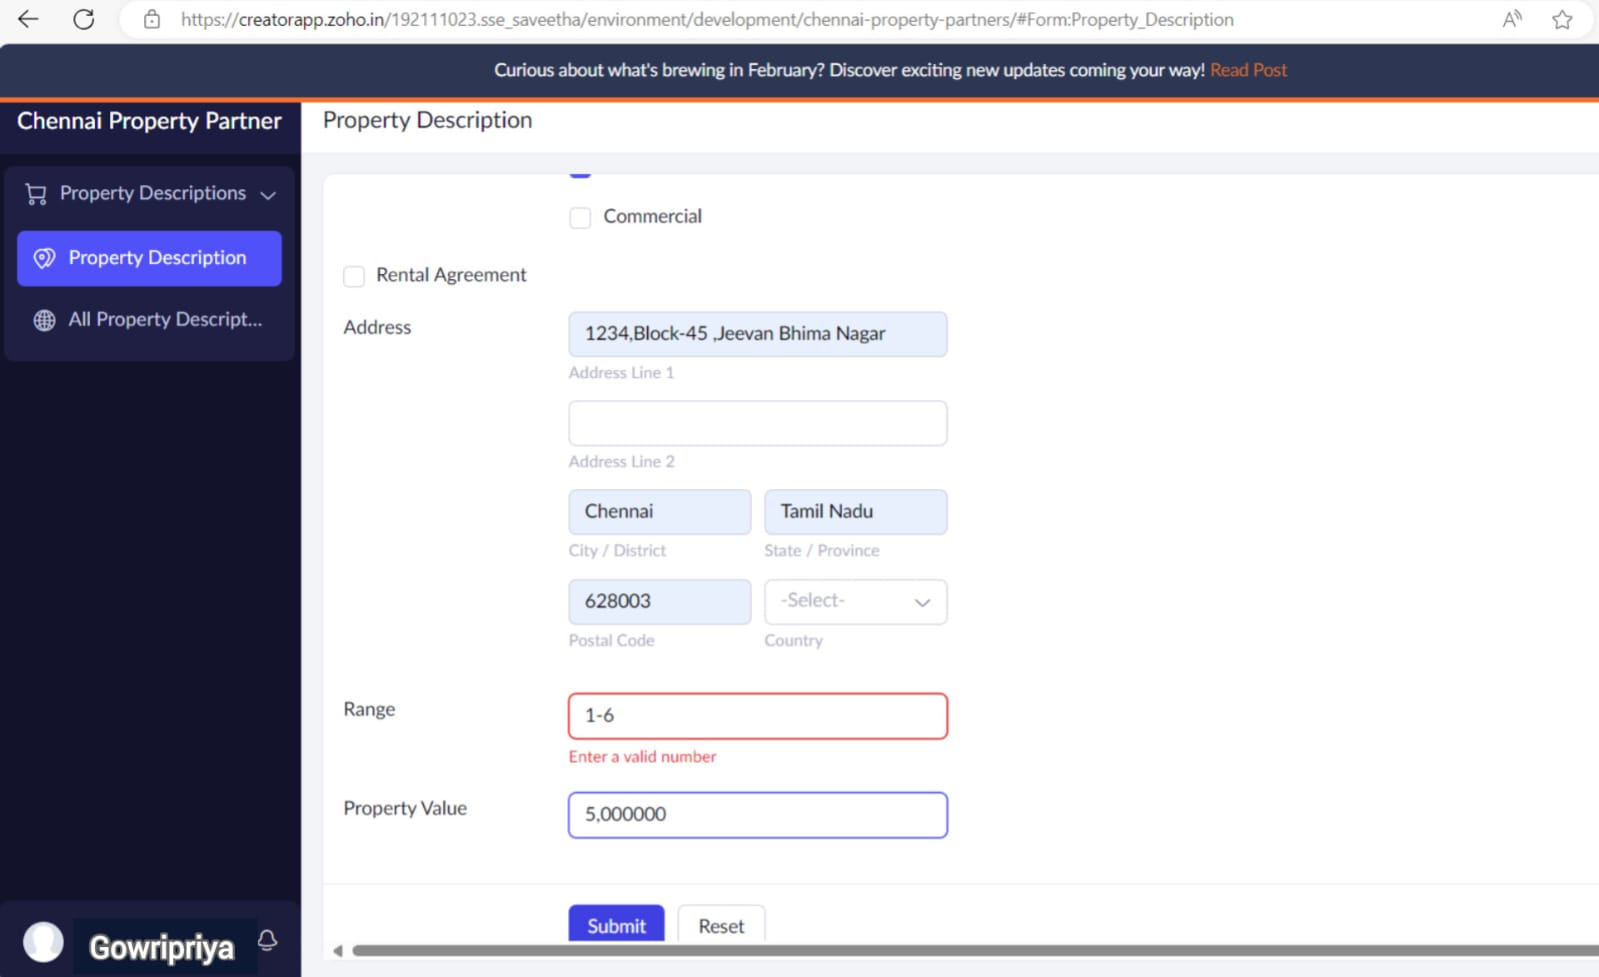 https://creatorapp.zoho.in/192111023.sse_saveetha/environment/development/chennai-property-partners/#Form:Property_Description
Curious about what's brewing in February? Discover exciting new updates coming your way! Read Post
Chennai Property Partner
Property Description
Property Descriptions
Property Description
All Property Descript...
Commercial
Rental Agreement
Address
1234,Block-45 ,Jeevan Bhima Nagar
Address Line 1
Address Line 2
Chennai
Tamil Nadu
City / District
State / Province
628003
-Select-
Postal Code
Country
Range
1-6
Enter a valid number
Property Value
5,000000
Submit
Reset
Gowripriya